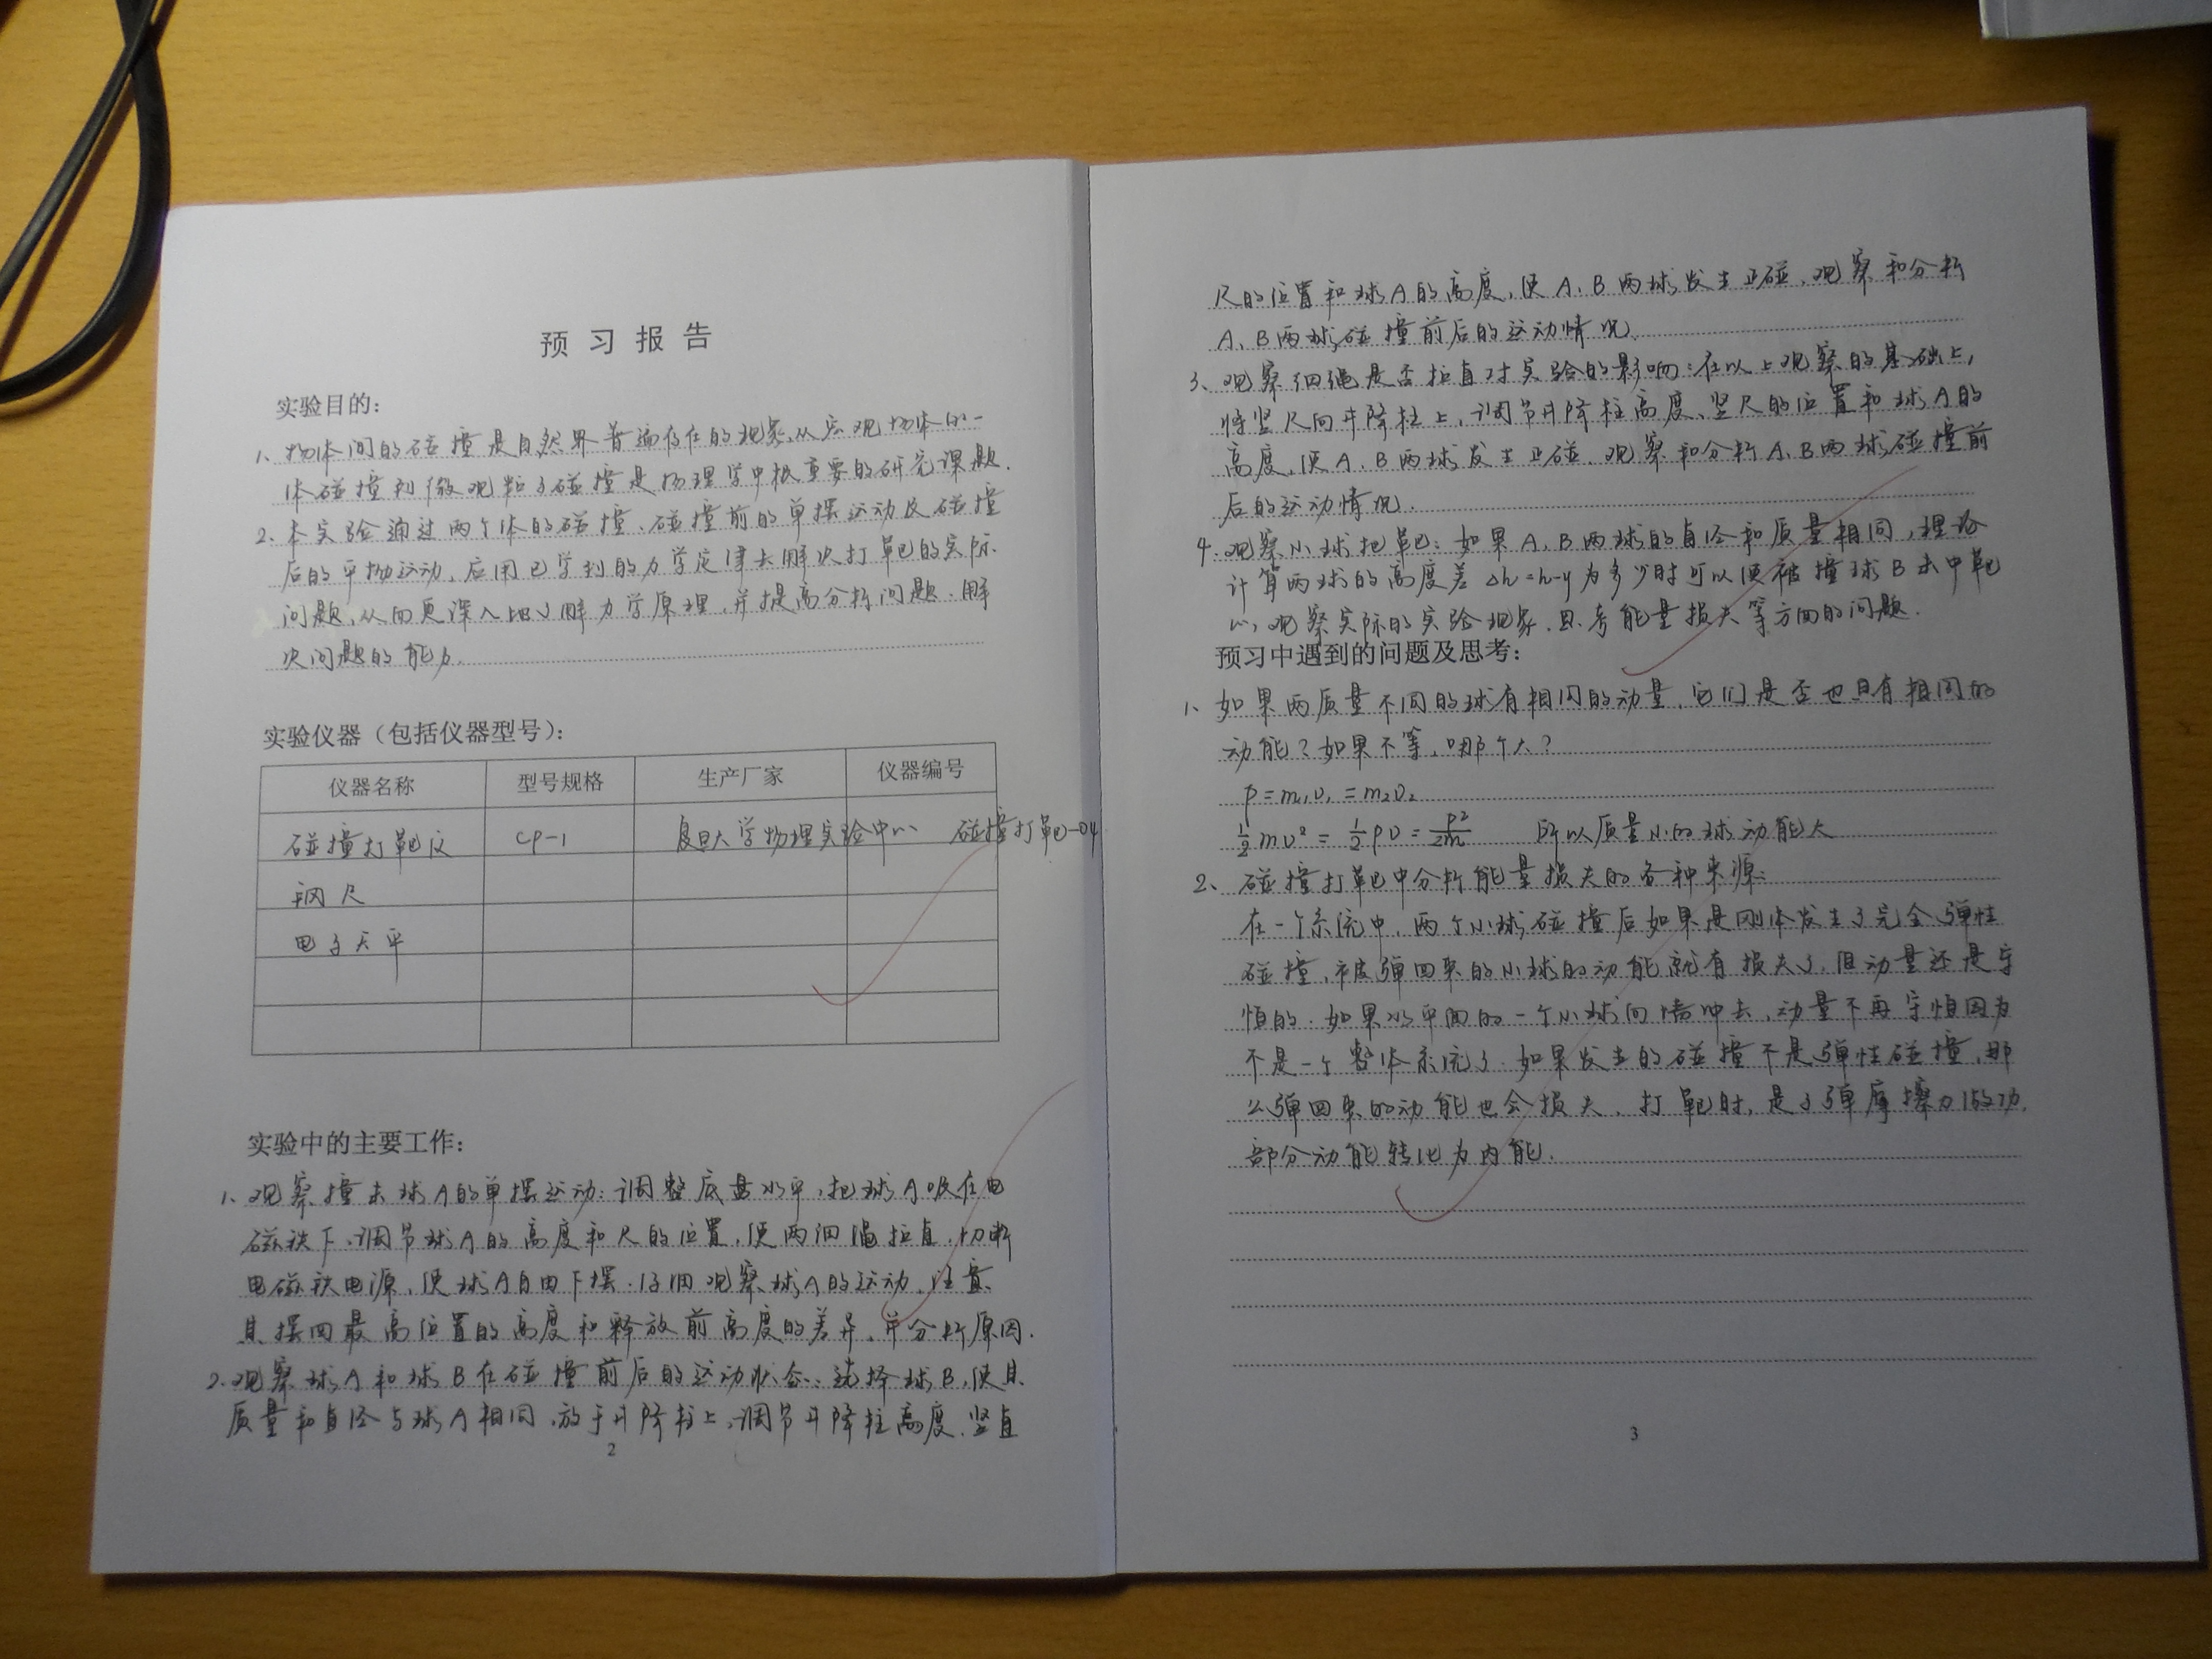 预习报告
实验目的:
1、物体间的碰撞是自然界普遍存在的现象,从宏观物体的一
体碰撞到微观粒子碰撞是物理学中极重要的研究课题.
2、本实验通过两个体的碰撞、碰撞前的单摆运动及碰撞
后的平抛运动,应用已学到的力学定律去解决打靶的实际
问题,从而更深入地了解力学原理,并提高分析问题、解
决问题的能力.
实验仪器(包括仪器型号):
仪器名称 型号规格 生产厂家 仪器编号
碰撞打靶仪 CP-1 复旦大学物理实验中心 碰撞打靶-04
钢尺
电子天平
实验中的主要工作:
1、观察撞击球A的单摆运动:调整底盘水平,把球A吸在电
磁铁下、调节球A的高度和尺的位置,使两细绳拉直,切断
电磁铁电源,使球A自由下摆.仔细观察球A的运动,注意
其摆回最高位置的高度和释放前高度的差异,并分析原因.
2、观察球A和球B在碰撞前后的运动状态:选择球B,使其
质量和直径与球A相同,放于升降柱上,调节升降柱高度、竖直
2
尺的位置和球A的高度,使A、B两球发生正碰,观察和分析
A、B两球碰撞前后的运动情况.
3、观察细绳是否拉直对实验的影响:在以上观察的基础上,
将竖尺向升降柱上,调节升降柱高度、竖尺的位置和球A的
高度,使A、B两球发生正碰.观察和分析A、B两球碰撞前
后的运动情况.
4.观察小球把靶:如果A、B两球的直径和质量相同,理论
计算两球的高度差Δh=h-y为多少时可以使被撞球B击中靶
心,观察实际的实验现象.思考能量损失等方面的问题.
预习中遇到的问题及思考:
1、如果两质量不同的球有相同的动量,它们是否也具有相同的
动能?如果不等,哪个大?
P=m₁υ₁=m₂υ₂
½mυ²=½Pυ=P²/2m 所以质量小的球动能大
2、碰撞打靶中分析能量损失的各种来源:
在一个系统中,两个小球碰撞后如果是刚体发生了完全弹性
碰撞,被弹回来的小球的动能就有损失了,但动量还是守
恒的.如果水平面的一个小球向墙冲去,动量不再守恒因为
不是一个整体系统了.如果发生的碰撞不是弹性碰撞,那
么弹回来的动能也会损失.打靶时,是子弹摩擦力做功,
部分动能转化为内能.
3